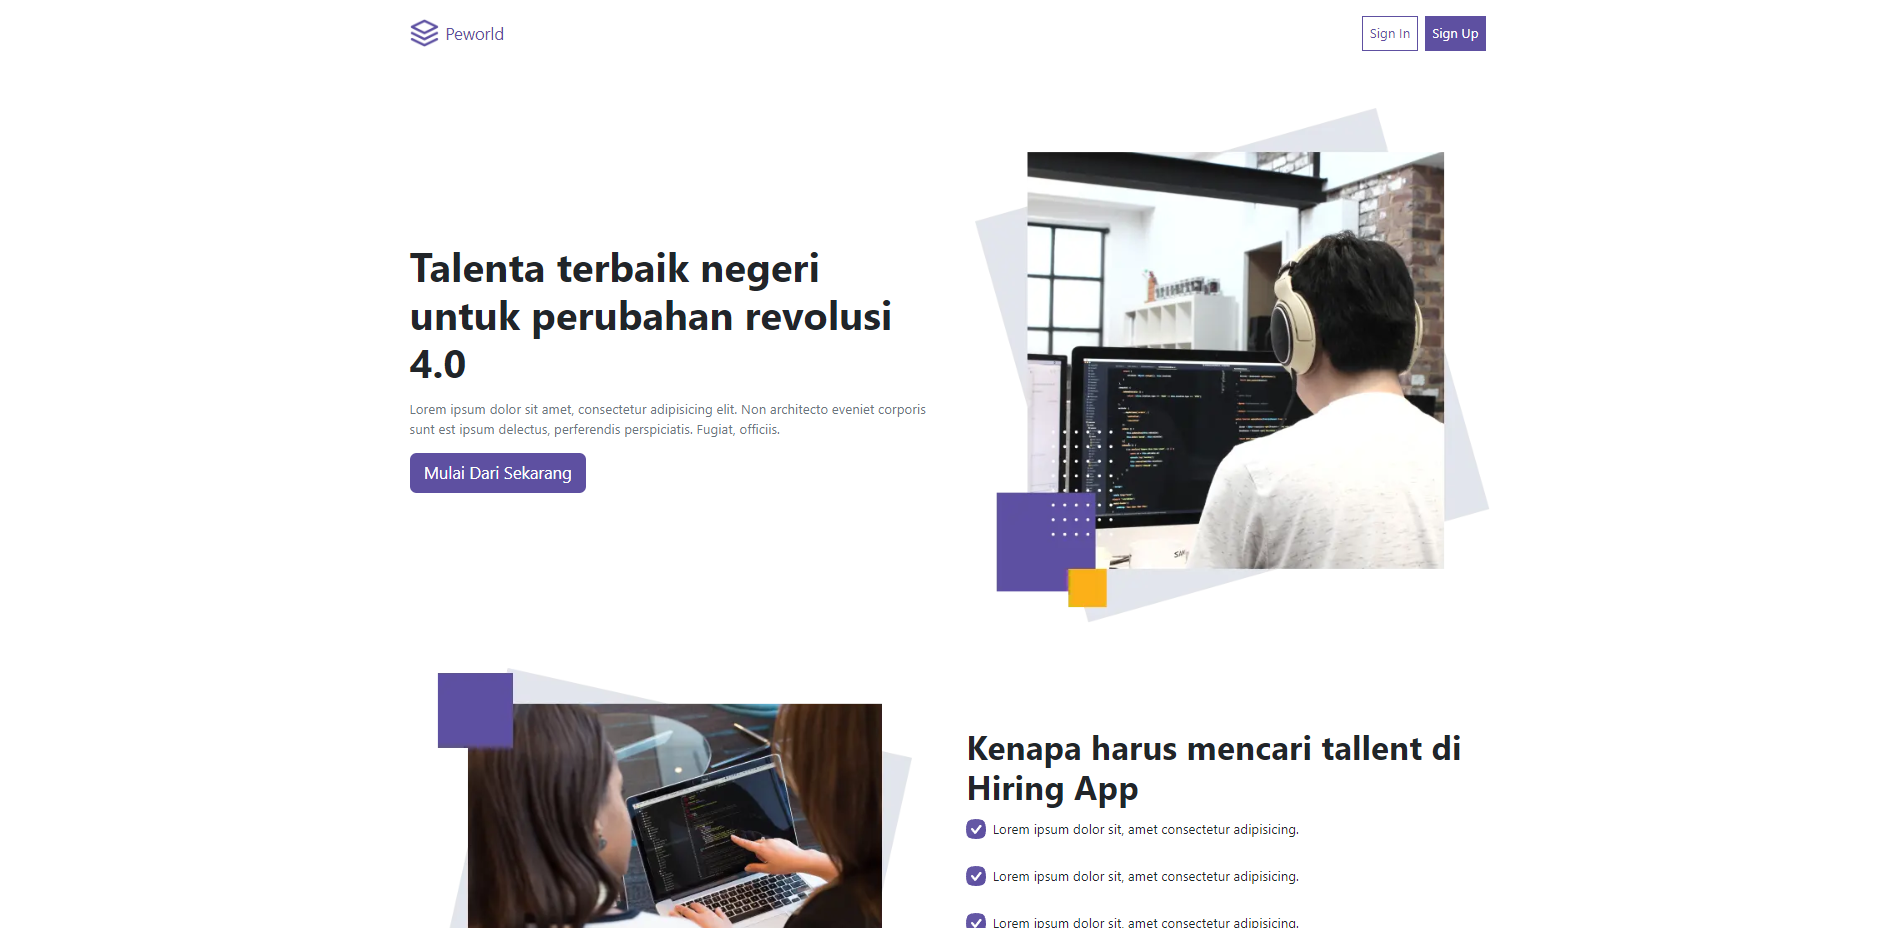 Peworld
Sign In
Sign Up
Talenta terbaik negeri
untuk perubahan revolusi
4.0
Lorem ipsum dolor sit amet, consectetur adipisicing elit. Non architecto eveniet corporis
sunt est ipsum delectus, perferendis perspiciatis. Fugiat, officiis.
Mulai Dari Sekarang
Kenapa harus mencari tallent di
Hiring App
Lorem ipsum dolor sit, amet consectetur adipisicing.
Lorem ipsum dolor sit, amet consectetur adipisicing.
Lorem ipsum dolor sit, amet consectetur adipisicing.